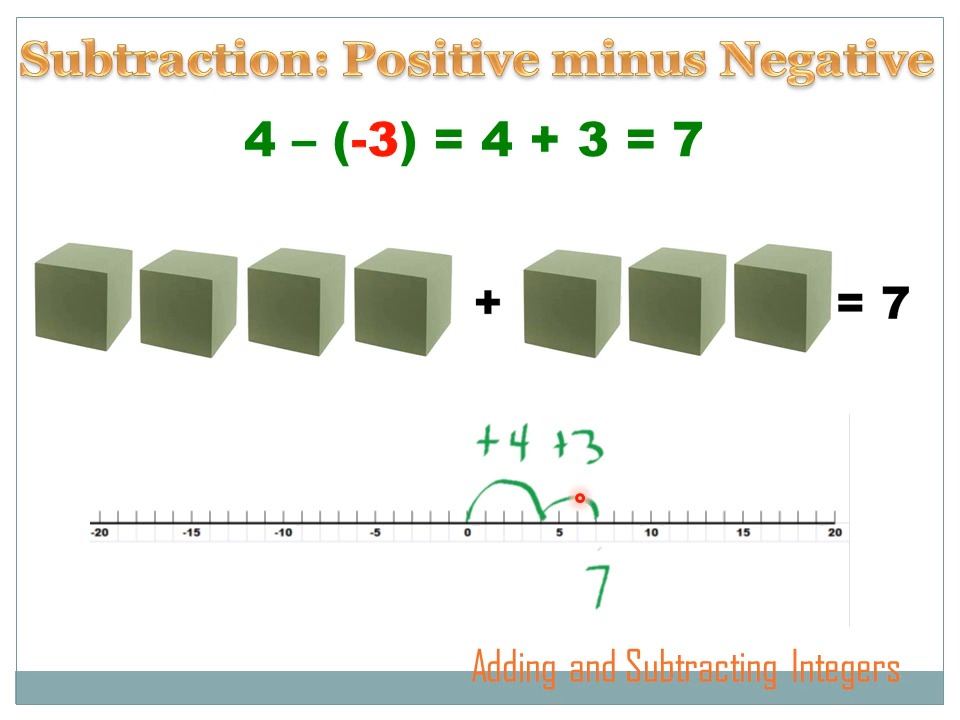 Subtraction: Positive minus Negative
4 – (-3) = 4 + 3 = 7
+ = 7
+4 +3
-20 -15 -10 -5 0 5 10 15 20
7
Adding and Subtracting Integers